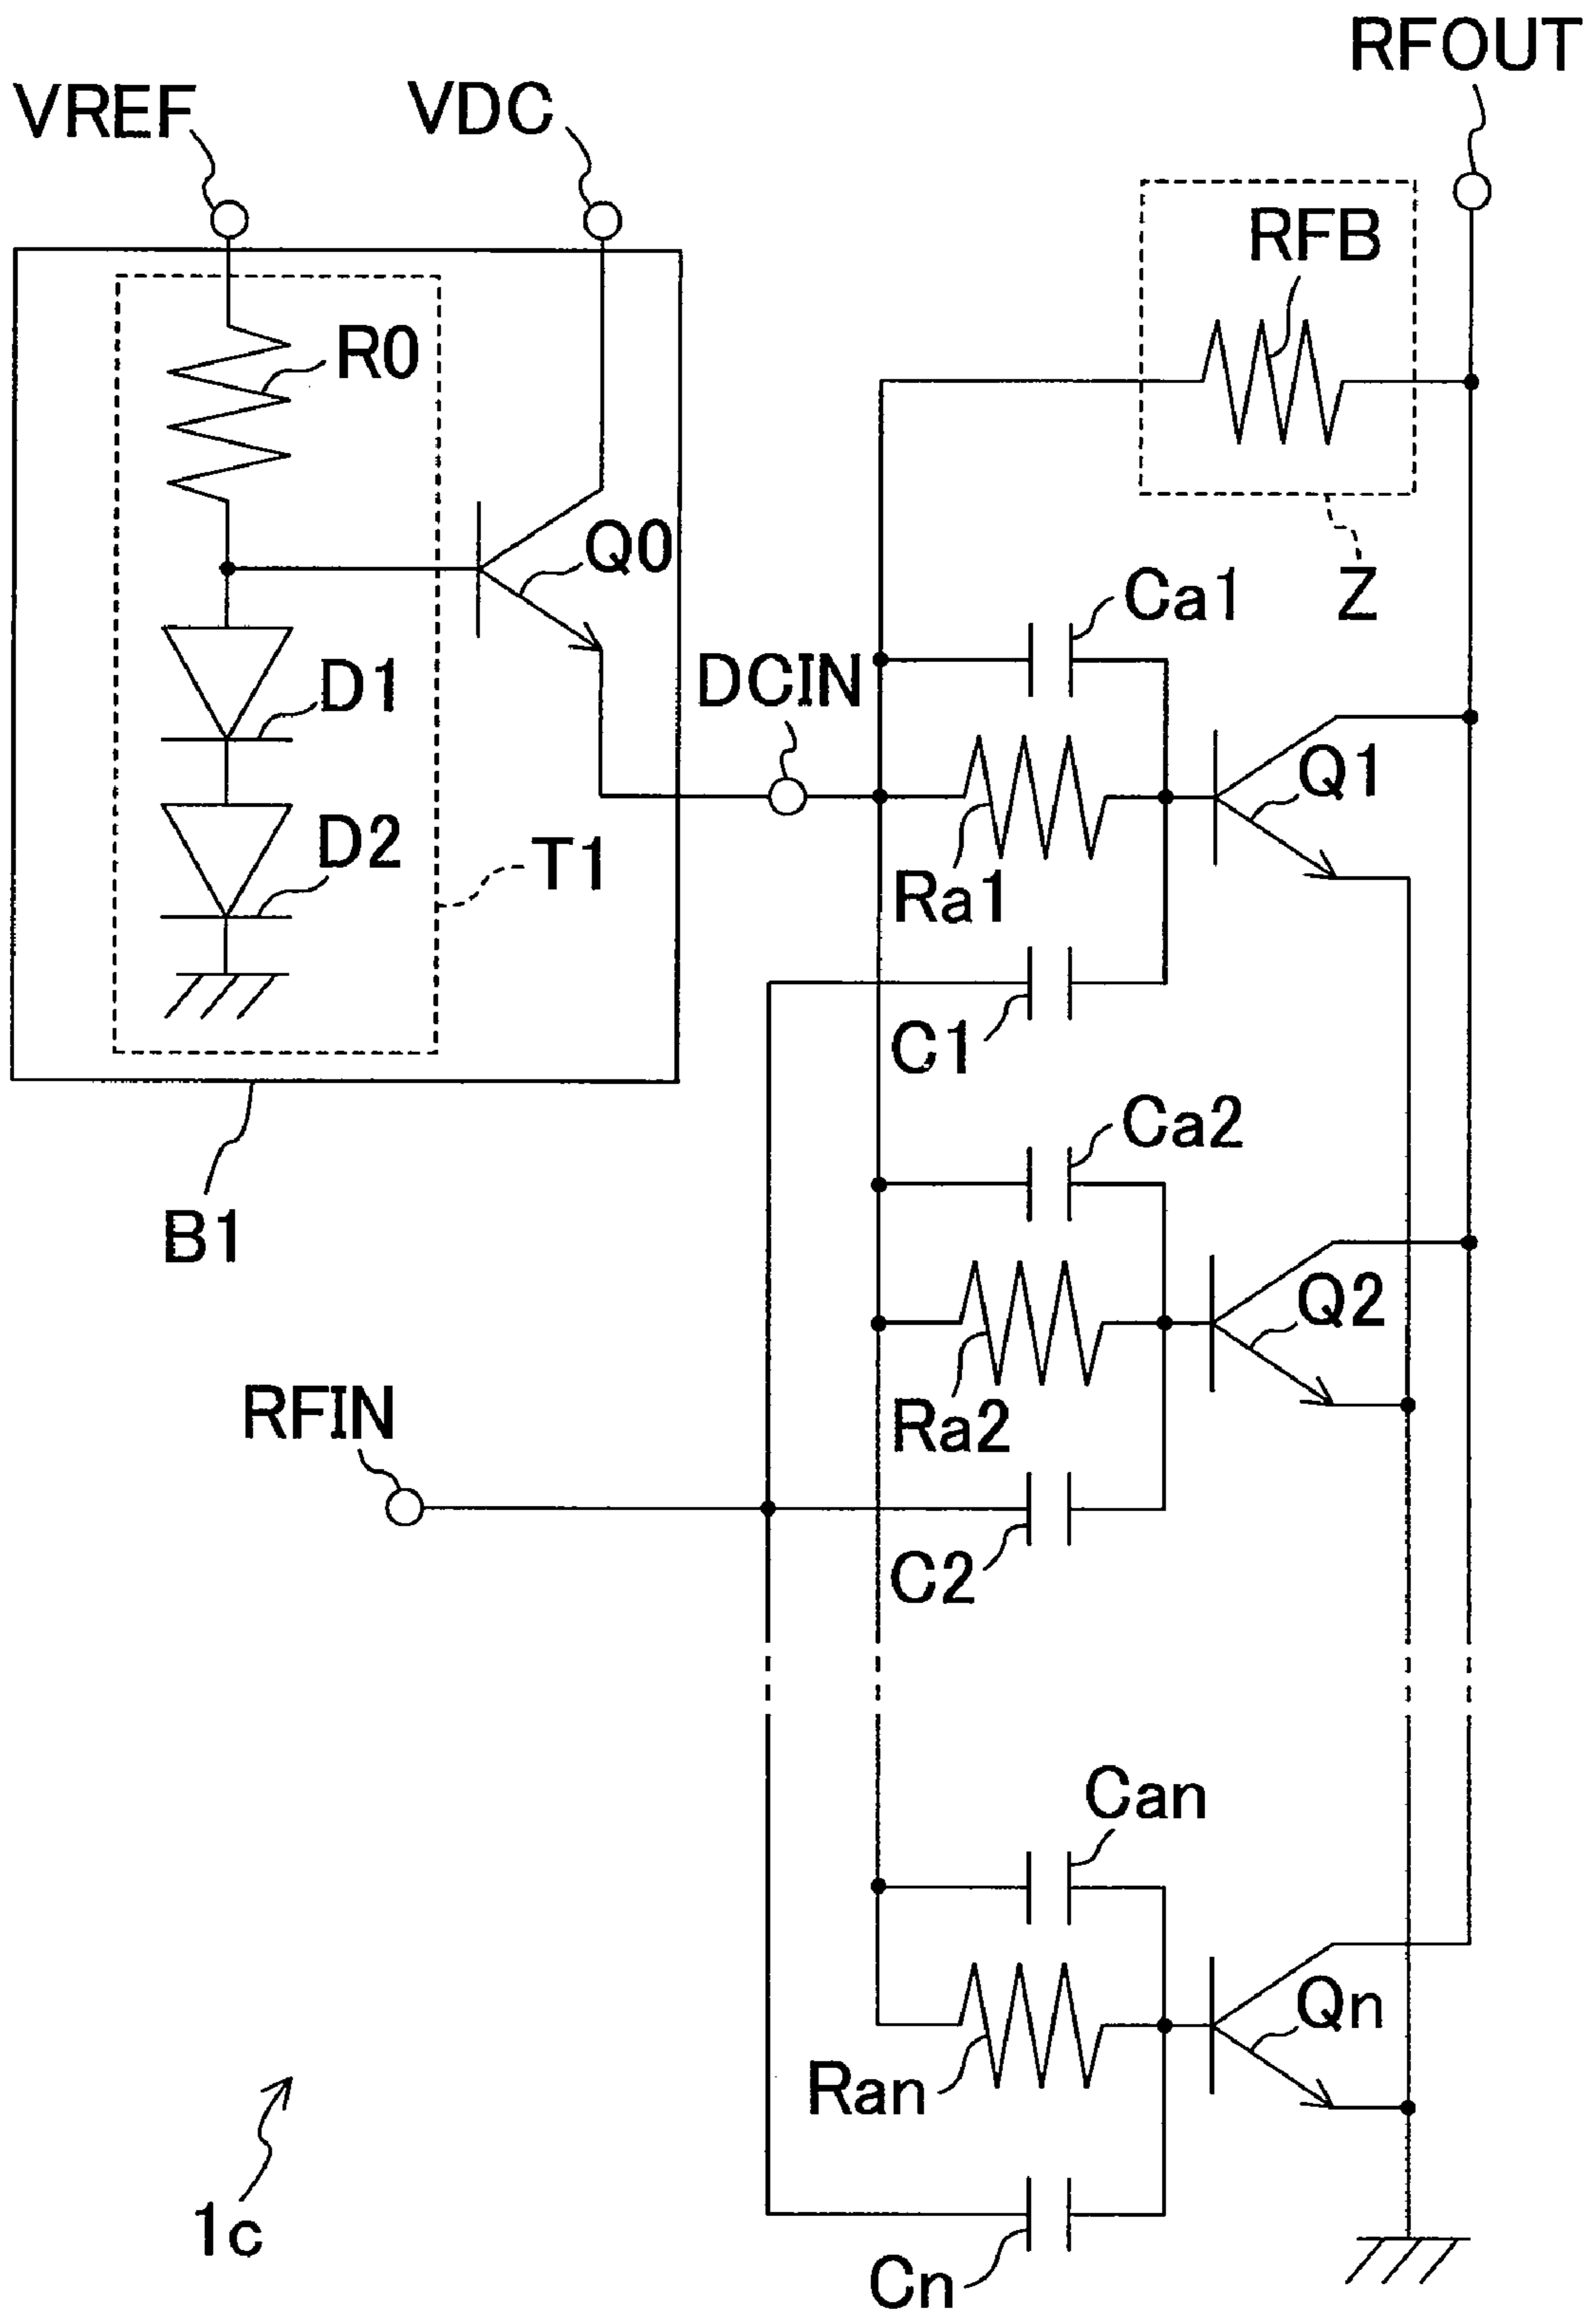 RFOUT
VREF
VDC
RFB
R0
Q0
Z
Ca1
D1
DCIN
Q1
D2
T1
Ra1
C1
Ca2
B1
Q2
RFIN
Ra2
C2
Can
Qn
Ran
1c
Cn